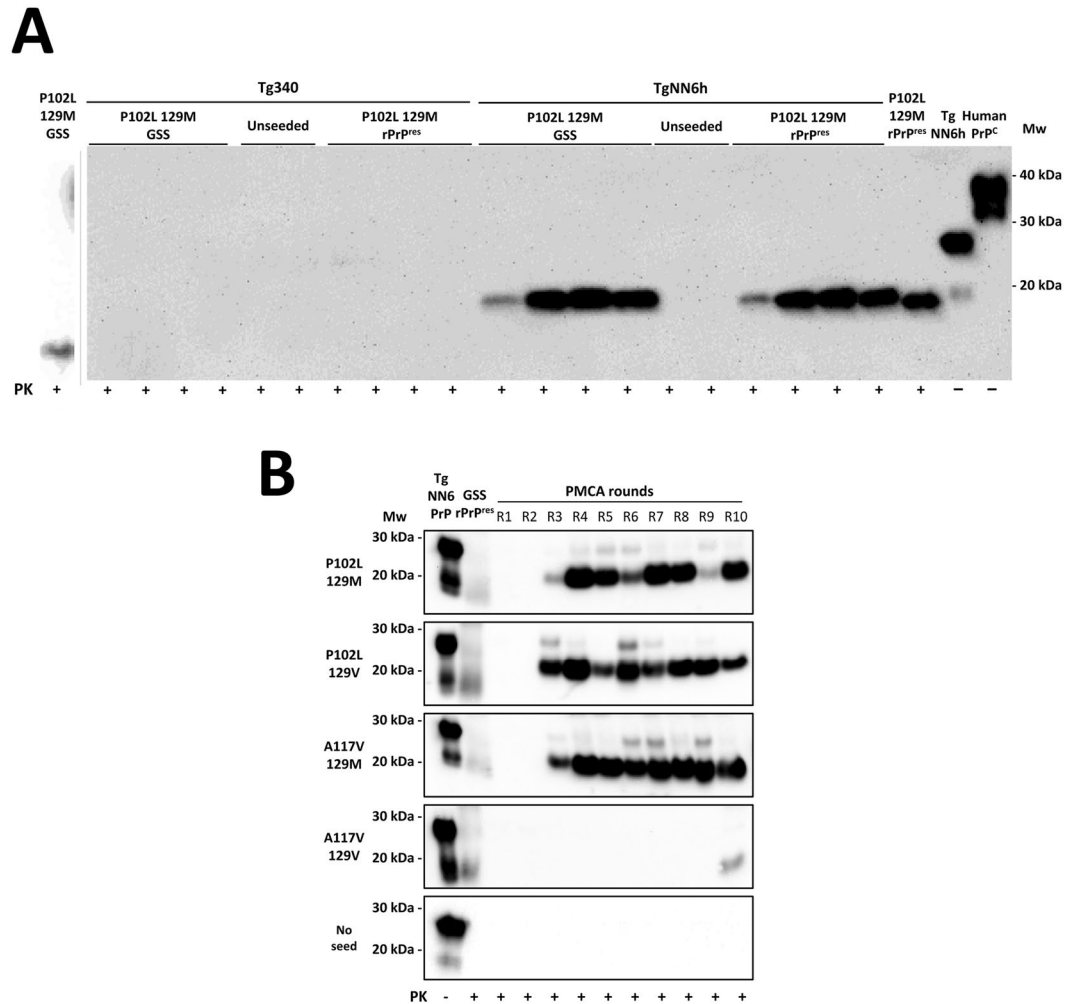 A
Tg340 TgNN6h
P102L 129M GSS
P102L 129M GSS
Unseeded
P102L 129M rPrPres
P102L 129M GSS
Unseeded
P102L 129M rPrPres
P102L 129M rPrPres
Tg NN6h
Human PrPC
Mw
- 40 kDa
- 30 kDa
- 20 kDa
PK + + + + + + + + + + + + + + + + + + + + + + – –
B
Tg NN6 PrP
GSS rPrPres
PMCA rounds
Mw
R1 R2 R3 R4 R5 R6 R7 R8 R9 R10
30 kDa -
P102L 129M
20 kDa -
30 kDa -
P102L 129V
20 kDa -
30 kDa -
A117V 129M
20 kDa -
30 kDa -
A117V 129V
20 kDa -
30 kDa -
No seed
20 kDa -
PK - + + + + + + + + + + +